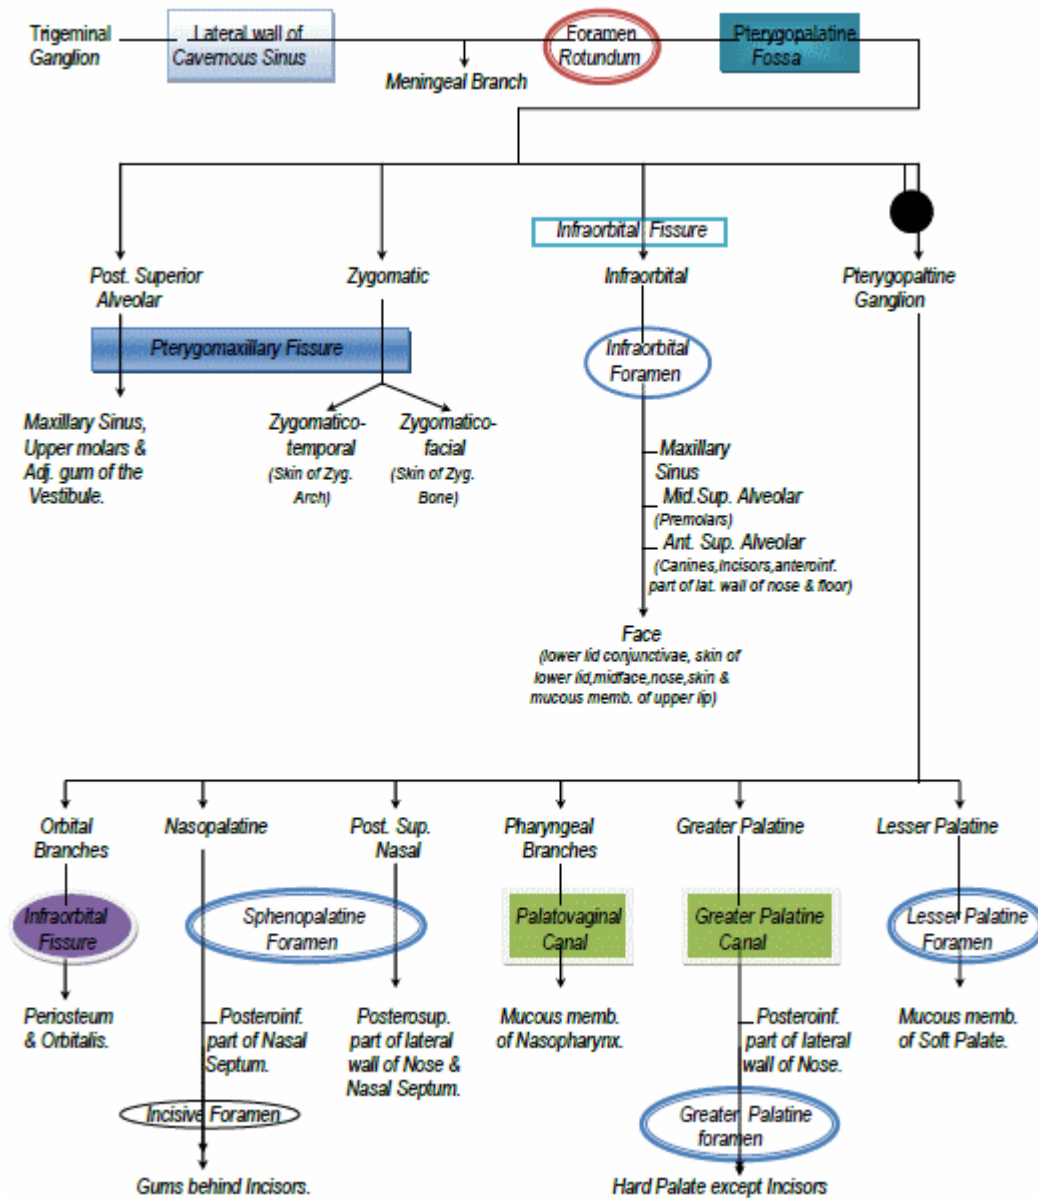 Trigeminal
Ganglion
Lateral wall of
Cavernous Sinus
Meningeal Branch
Foramen
Rotundum
Pterygopalatine
Fossa
Post. Superior
Alveolar
Zygomatic
Infraorbital Fissure
Infraorbital
Pterygopaltine
Ganglion
Pterygomaxillary Fissure
Infraorbital
Foramen
Maxillary Sinus,
Upper molars &
Adj. gum of the
Vestibule.
Zygomatico-
temporal
(Skin of Zyg.
Arch)
Zygomatico-
facial
(Skin of Zyg.
Bone)
Maxillary
Sinus
Mid.Sup. Alveolar
(Premolars)
Ant. Sup. Alveolar
(Canines,Incisors,anteroinf.
part of lat. wall of nose & floor)
Face
(lower lid conjunctivae, skin of
lower lid,midface,nose,skin &
mucous memb. of upper lip)
Orbital
Branches
Nasopalatine
Post. Sup.
Nasal
Pharyngeal
Branches
Greater Palatine
Lesser Palatine
Infraorbital
Fissure
Sphenopalatine
Foramen
Palatovaginal
Canal
Greater Palatine
Canal
Lesser Palatine
Foramen
Periosteum
& Orbitalis.
Posteroinf.
part of Nasal
Septum.
Posterosup.
part of lateral
wall of Nose &
Nasal Septum.
Mucous memb.
of Nasopharynx.
Posteroinf.
part of lateral
wall of Nose.
Mucous memb.
of Soft Palate.
Incisive Foramen
Greater Palatine
foramen
Gums behind Incisors.
Hard Palate except Incisors